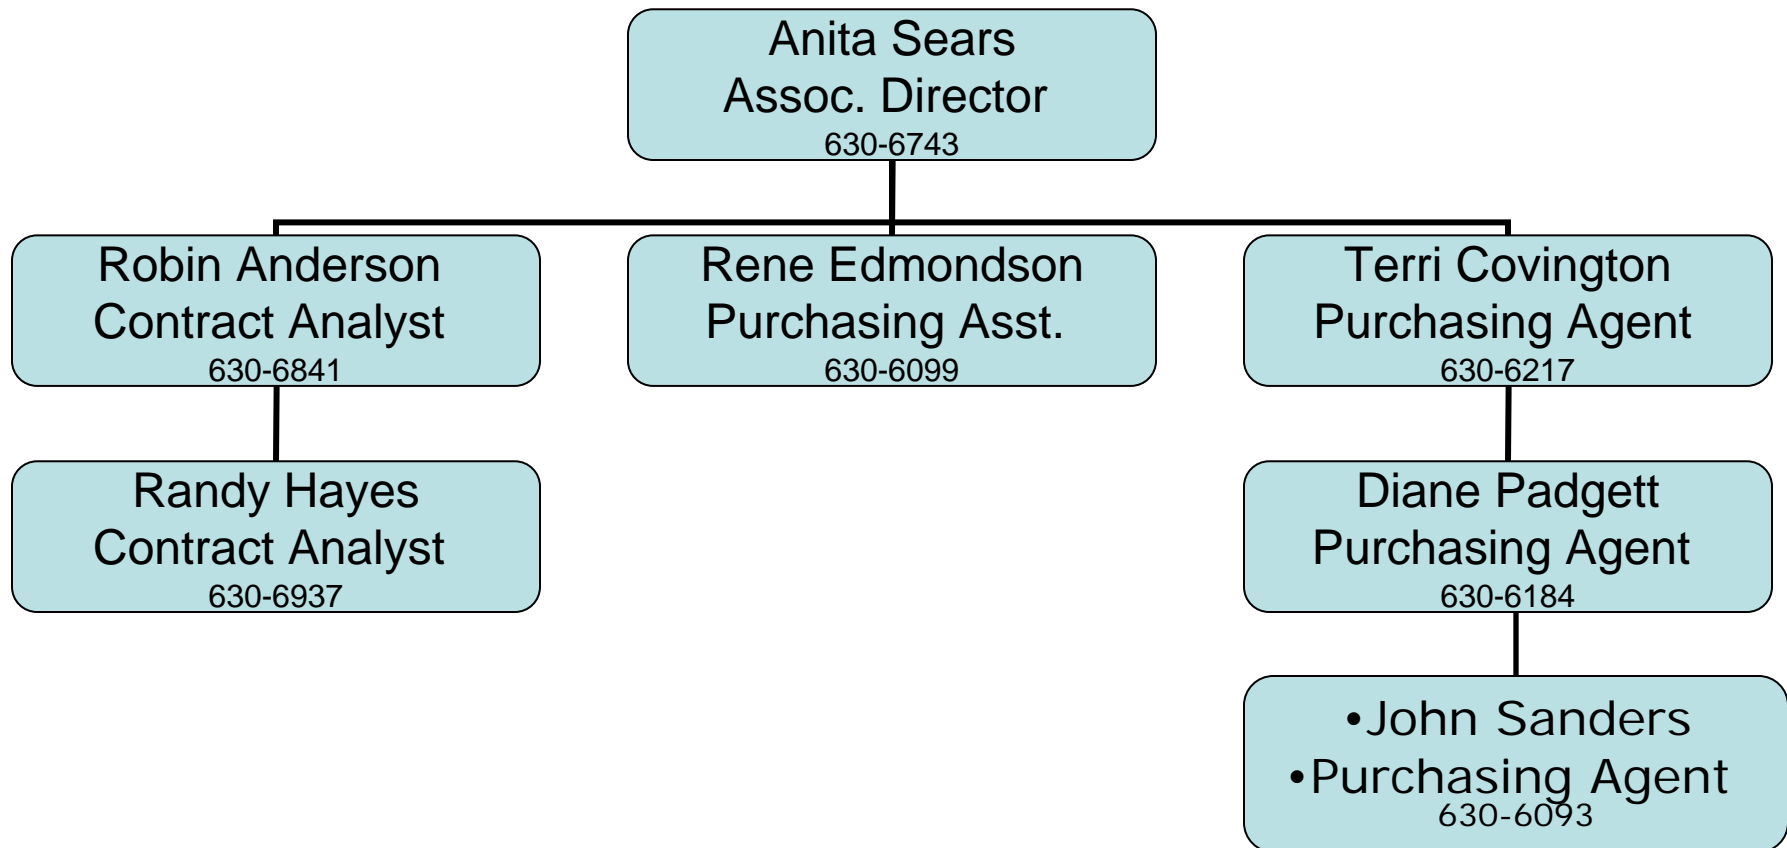 Anita Sears
Assoc. Director
630-6743
Robin Anderson
Contract Analyst
630-6841
Rene Edmondson
Purchasing Asst.
630-6099
Terri Covington
Purchasing Agent
630-6217
Randy Hayes
Contract Analyst
630-6937
Diane Padgett
Purchasing Agent
630-6184
•John Sanders
•Purchasing Agent
630-6093